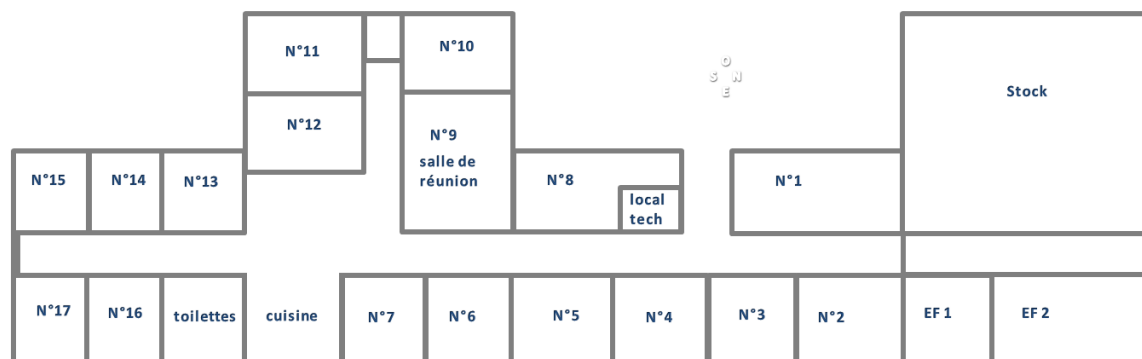 N°11
N°10
O
S N
E
Stock
N°12
N°9
salle de
réunion
N°15
N°14
N°13
N°8
N°1
local
tech
N°17
N°16
toilettes
cuisine
N°7
N°6
N°5
N°4
N°3
N°2
EF 1
EF 2